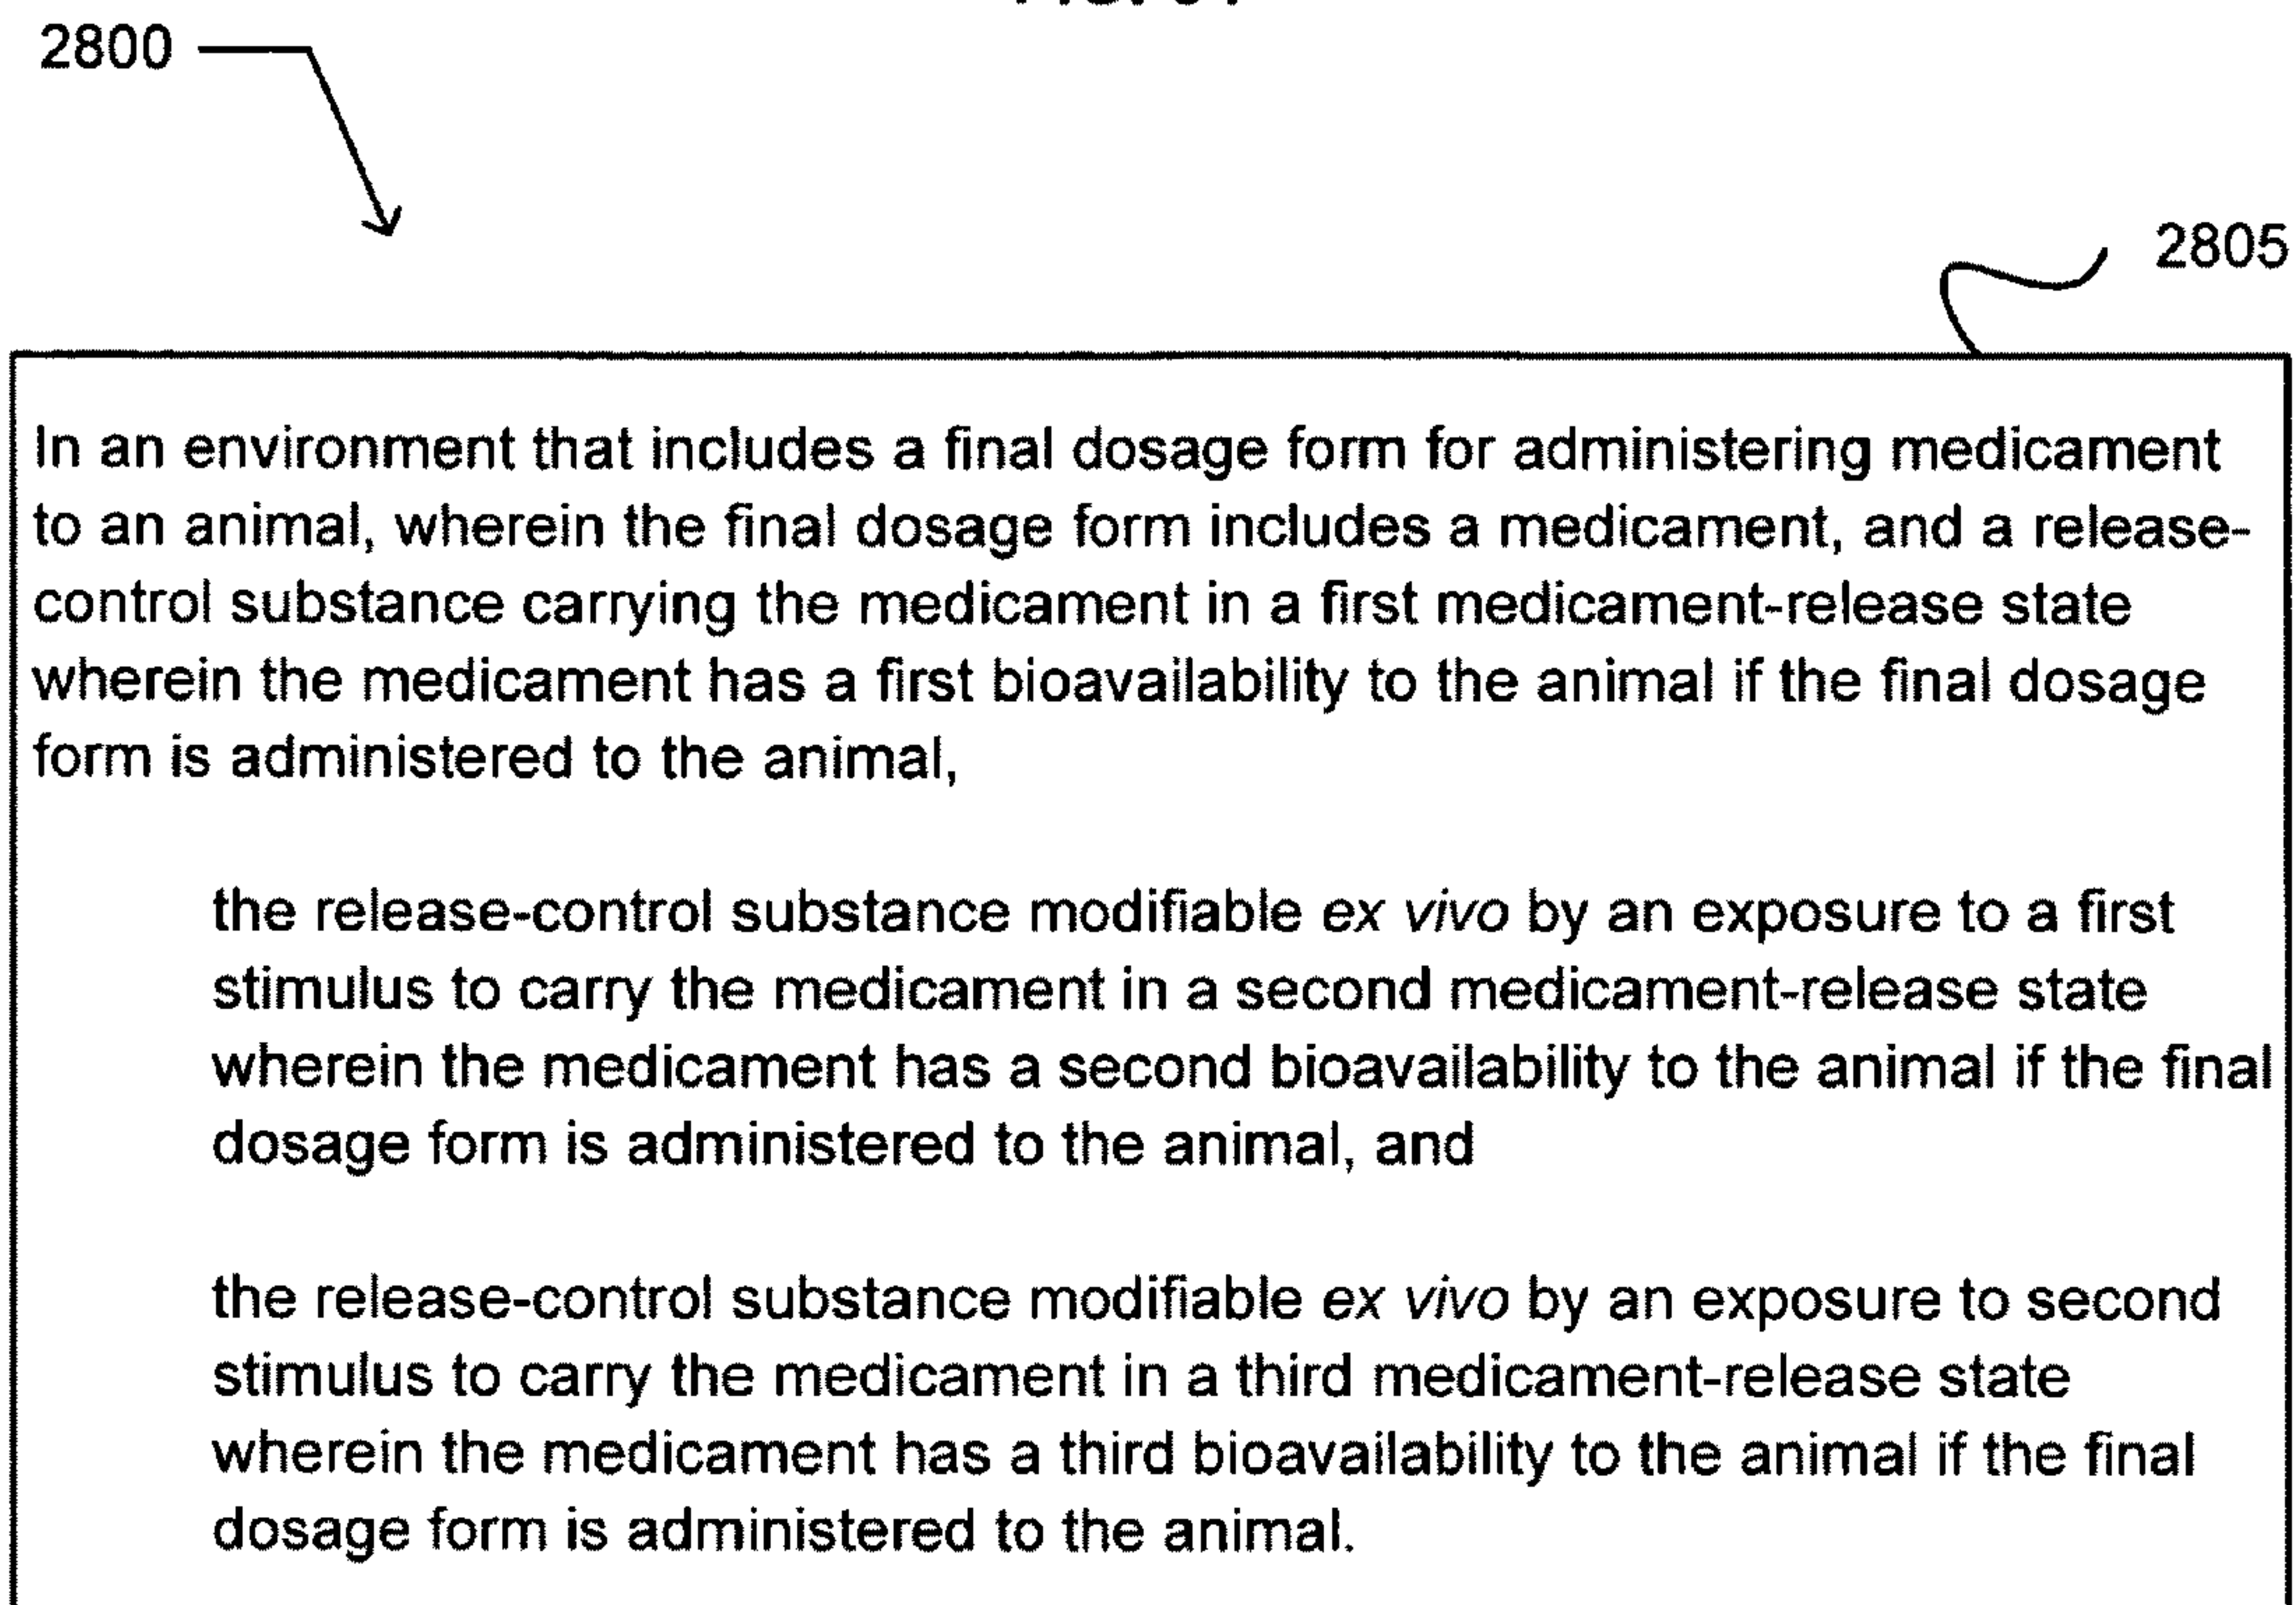 2800
2805
In an environment that includes a final dosage form for administering medicament
to an animal, wherein the final dosage form includes a medicament, and a release-
control substance carrying the medicament in a first medicament-release state
wherein the medicament has a first bioavailability to the animal if the final dosage
form is administered to the animal,
the release-control substance modifiable ex vivo by an exposure to a first
stimulus to carry the medicament in a second medicament-release state
wherein the medicament has a second bioavailability to the animal if the final
dosage form is administered to the animal, and
the release-control substance modifiable ex vivo by an exposure to second
stimulus to carry the medicament in a third medicament-release state
wherein the medicament has a third bioavailability to the animal if the final
dosage form is administered to the animal.